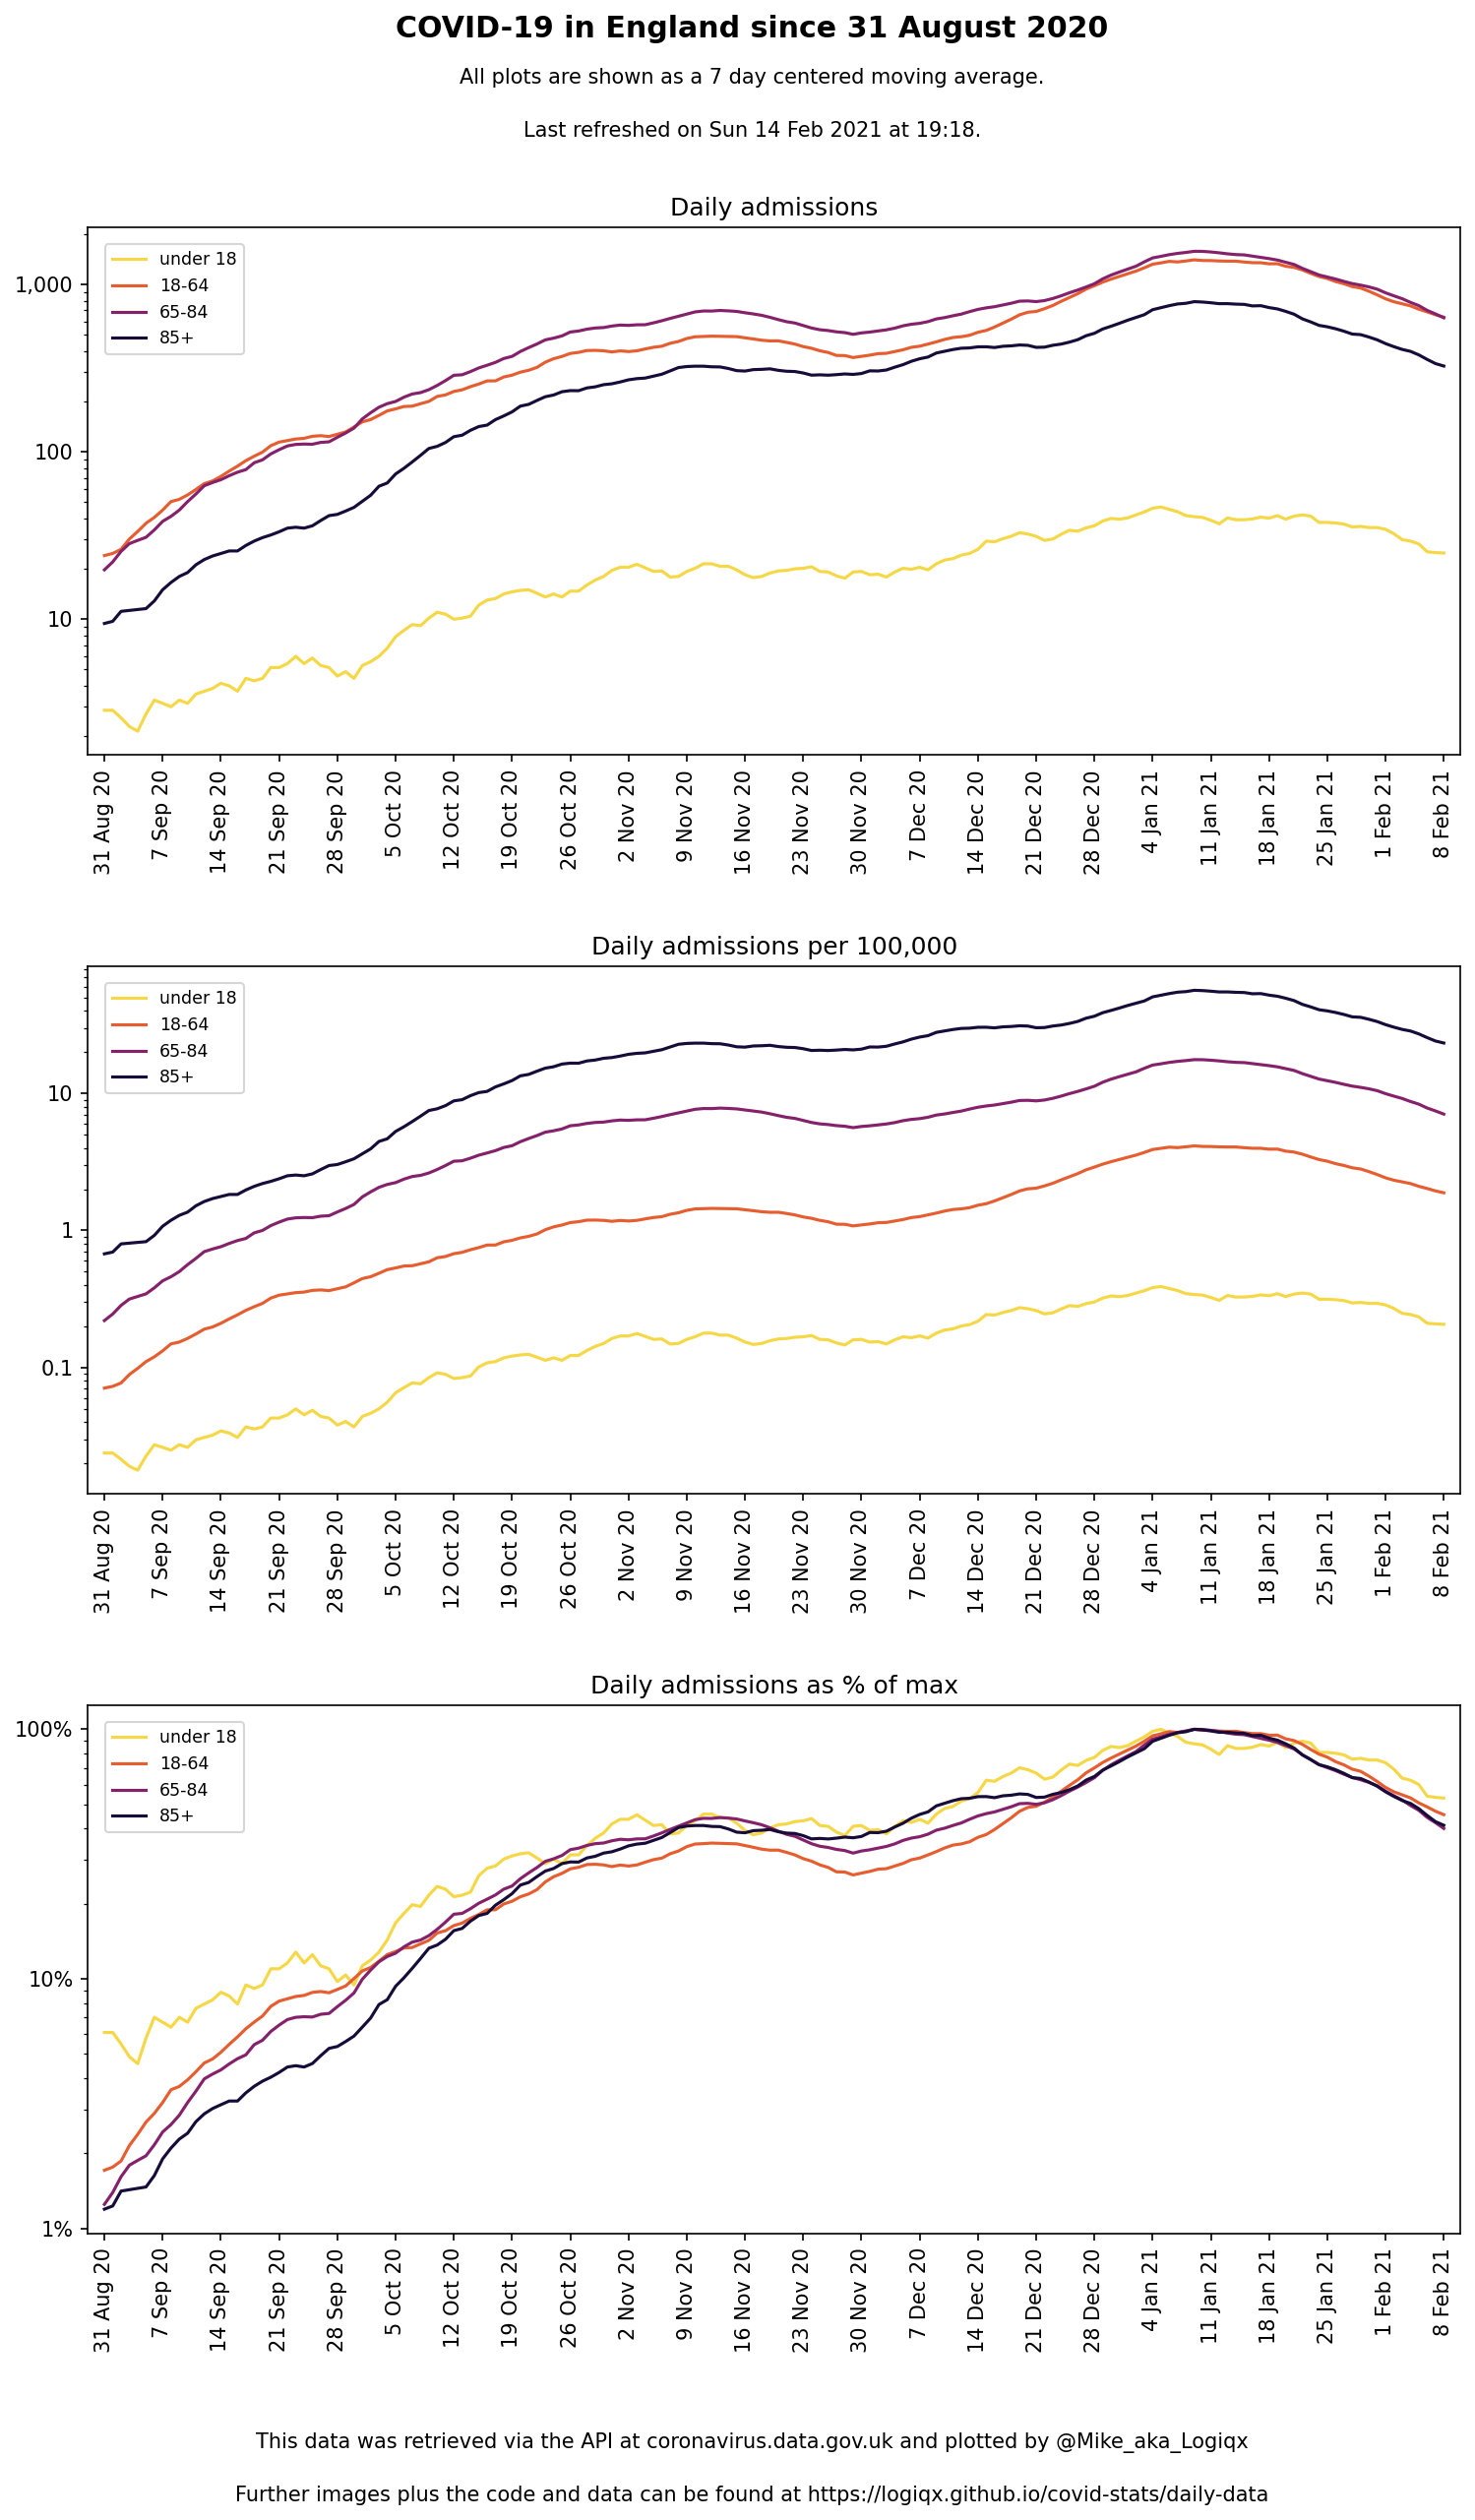 COVID-19 in England since 31 August 2020
All plots are shown as a 7 day centered moving average.
Last refreshed on Sun 14 Feb 2021 at 19:18.
Daily admissions
under 18
18-64
65-84
85+
1,000
100
10
31 Aug 20
7 Sep 20
14 Sep 20
21 Sep 20
28 Sep 20
5 Oct 20
12 Oct 20
19 Oct 20
26 Oct 20
2 Nov 20
9 Nov 20
16 Nov 20
23 Nov 20
30 Nov 20
7 Dec 20
14 Dec 20
21 Dec 20
28 Dec 20
4 Jan 21
11 Jan 21
18 Jan 21
25 Jan 21
1 Feb 21
8 Feb 21
Daily admissions per 100,000
under 18
18-64
65-84
85+
10
1
0.1
31 Aug 20
7 Sep 20
14 Sep 20
21 Sep 20
28 Sep 20
5 Oct 20
12 Oct 20
19 Oct 20
26 Oct 20
2 Nov 20
9 Nov 20
16 Nov 20
23 Nov 20
30 Nov 20
7 Dec 20
14 Dec 20
21 Dec 20
28 Dec 20
4 Jan 21
11 Jan 21
18 Jan 21
25 Jan 21
1 Feb 21
8 Feb 21
Daily admissions as % of max
under 18
18-64
65-84
85+
100%
10%
1%
31 Aug 20
7 Sep 20
14 Sep 20
21 Sep 20
28 Sep 20
5 Oct 20
12 Oct 20
19 Oct 20
26 Oct 20
2 Nov 20
9 Nov 20
16 Nov 20
23 Nov 20
30 Nov 20
7 Dec 20
14 Dec 20
21 Dec 20
28 Dec 20
4 Jan 21
11 Jan 21
18 Jan 21
25 Jan 21
1 Feb 21
8 Feb 21
This data was retrieved via the API at coronavirus.data.gov.uk and plotted by @Mike_aka_Logiqx
Further images plus the code and data can be found at https://logiqx.github.io/covid-stats/daily-data